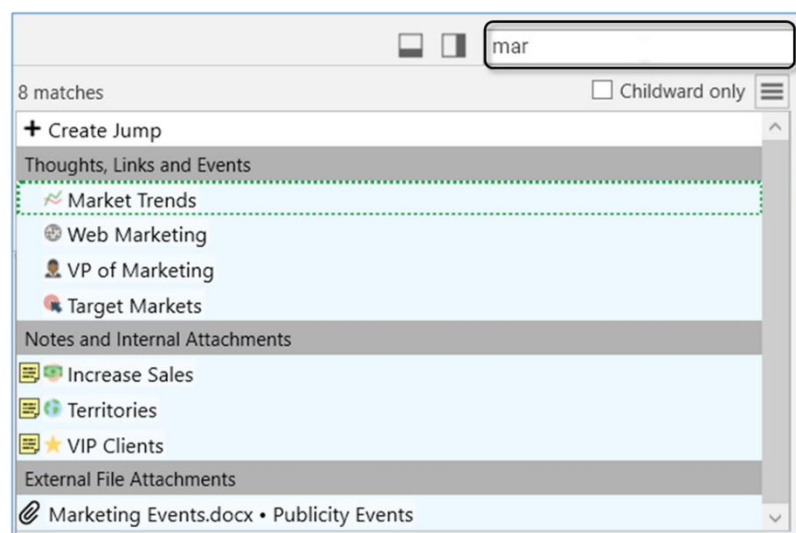 mar
8 matches
Childward only
Create Jump
Thoughts, Links and Events
Market Trends
Web Marketing
VP of Marketing
Target Markets
Notes and Internal Attachments
Increase Sales
Territories
VIP Clients
External File Attachments
Marketing Events.docx • Publicity Events